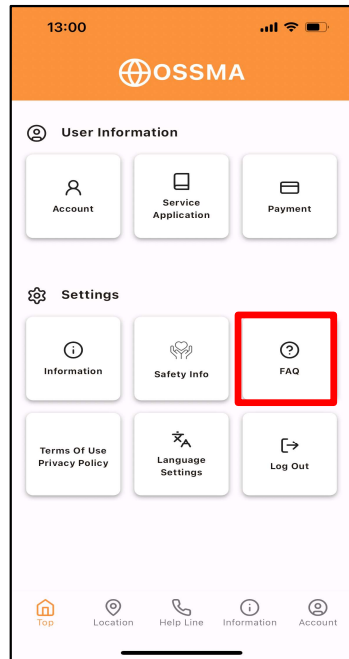 13:00
OSSMA
User Information
Account
Service
Application
Payment
Settings
Information
Safety Info
FAQ
Terms Of Use
Privacy Policy
Language
Settings
Log Out
Top
Location
Help Line
Information
Account